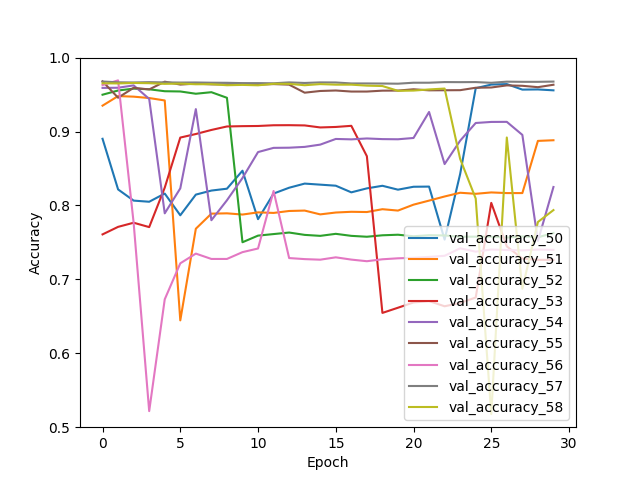 1.0
0.9
0.8
0.7
0.6
0.5
Accuracy
val_accuracy_50
val_accuracy_51
val_accuracy_52
val_accuracy_53
val_accuracy_54
val_accuracy_55
val_accuracy_56
val_accuracy_57
val_accuracy_58
0 5 10 15 20 25 30
Epoch